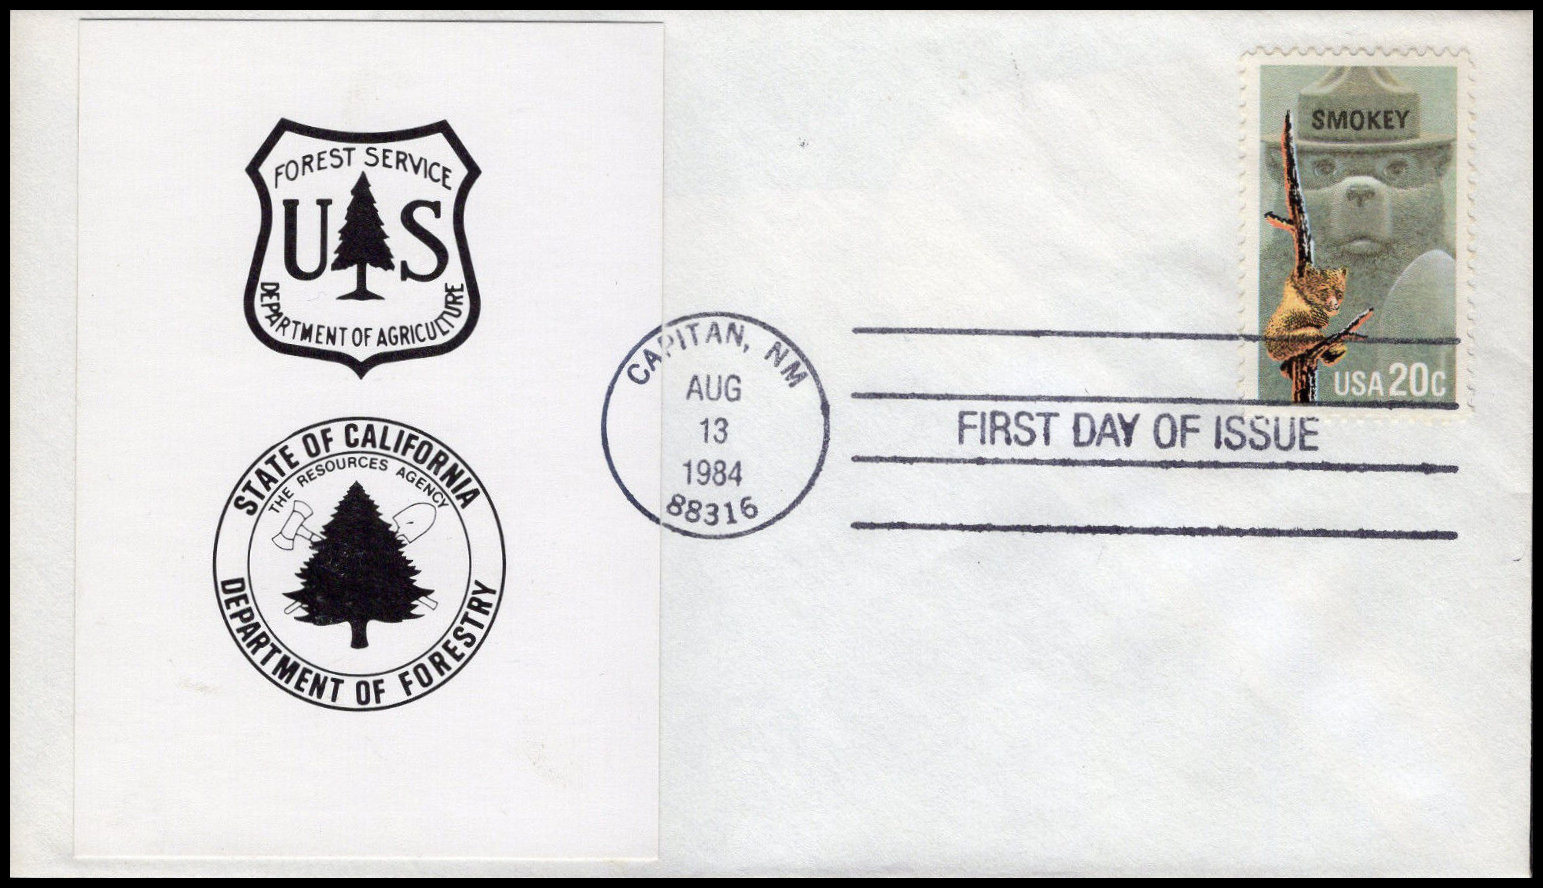 FOREST SERVICE
US
DEPARTMENT OF AGRICULTURE
STATE OF CALIFORNIA
THE RESOURCES AGENCY
DEPARTMENT OF FORESTRY
CAPITAN, NM
AUG
13
1984
88316
FIRST DAY OF ISSUE
SMOKEY
USA 20c